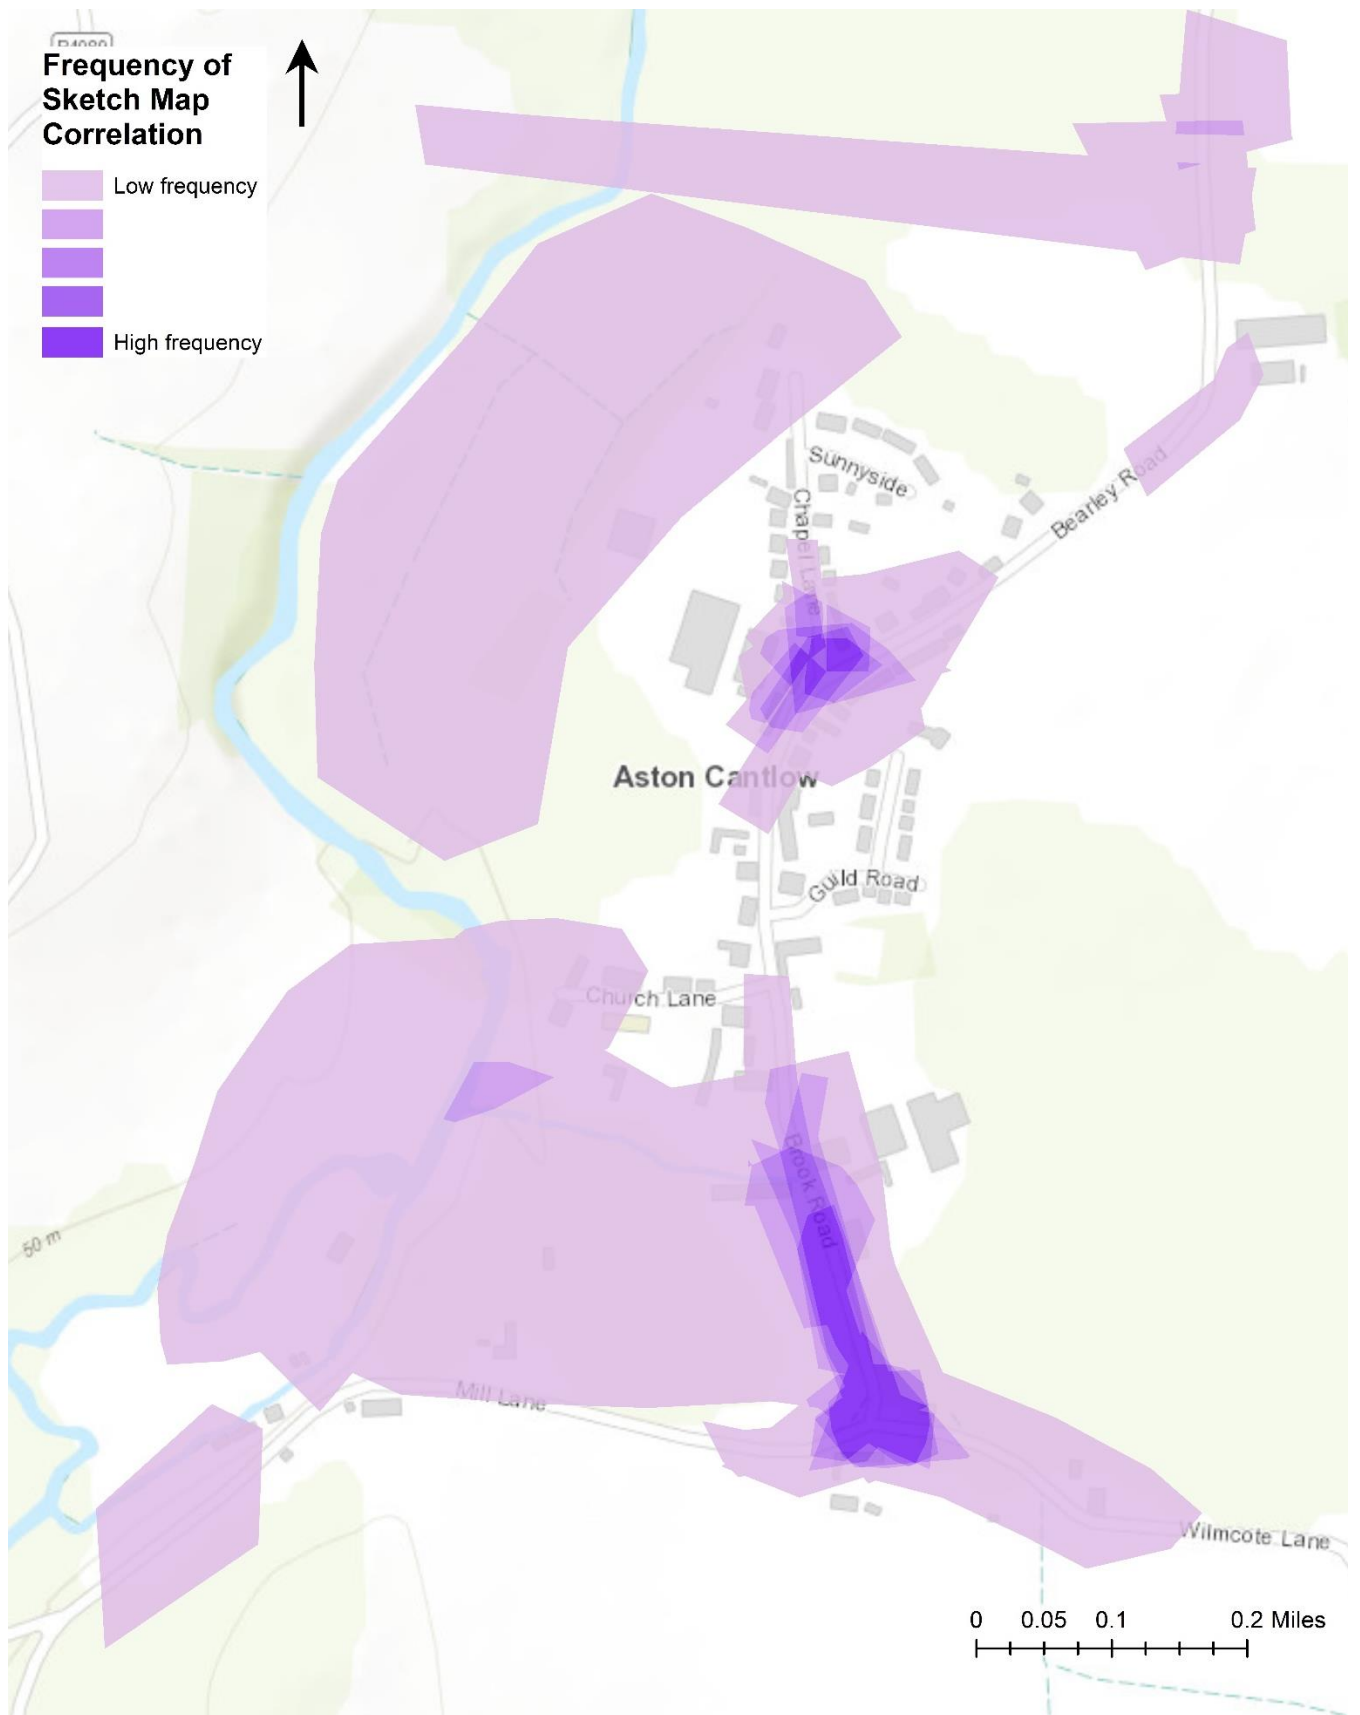 Frequency of
Sketch Map
Correlation
Low frequency
High frequency
Sunnyside
Chapel Lane
Bearley Road
Aston Cantlow
Guild Road
Church Lane
Brook Road
50 m
Mill Lane
Wilmcote Lane
0 0.05 0.1 0.2 Miles